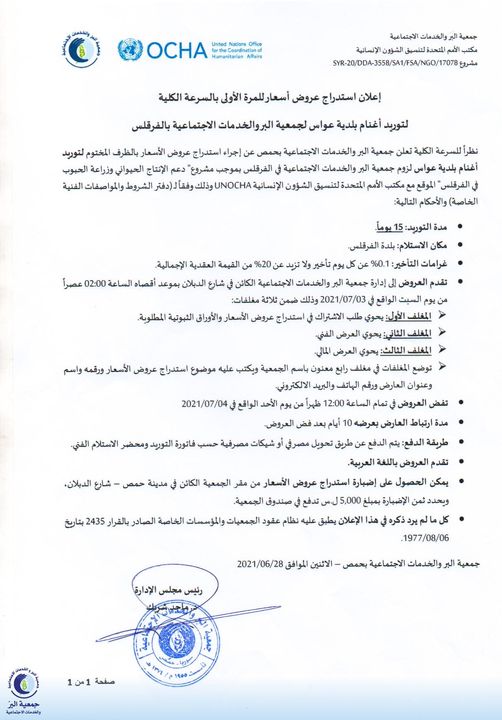 جمعية البر والخدمات الاجتماعية
مكتب الأمم المتحدة لتنسيق الشؤون الإنسانية
مشروع SYR-20/DDA-3558/SA1/FSA/NGO/17078
OCHA
United Nations Office
for the Coordination of
Humanitarian Affairs
إعلان استدراج عروض أسعار للمرة الأولى بالسرعة الكلية
لتوريد أغنام بلدية عواس لجمعية البر والخدمات الاجتماعية بالفرقلس
نظراً للسرعة الكلية تعلن جمعية البر والخدمات الاجتماعية بحمص عن إجراء استدراج عروض الأسعار بالظرف المختوم لتوريد
أغنام بلدية عواس لزوم جمعية البر والخدمات الاجتماعية في الفرقلس بموجب مشروع" دعم الإنتاج الحيواني وزراعة الحبوب
في الفرقلس" الموقع مع مكتب الأمم المتحدة لتنسيق الشؤون الإنسانية UNOCHA وذلك وفقاً لـ (دفتر الشروط والمواصفات الفنية
الخاصة) والأحكام التالية:
• مدة التوريد: 15 يوماً.
• مكان الاستلام: بلدة الفرقلس.
• غرامات التأخير: 0.1% عن كل يوم تأخير ولا تزيد عن 20% من القيمة العقدية الإجمالية.
• تقدم العروض إلى إدارة جمعية البر والخدمات الاجتماعية الكائن في شارع الدبلان بموعد أقصاه الساعة 02:00 عصراً
من يوم السبت الواقع في 2021/07/03 وذلك ضمن ثلاثة مغلفات:
➢ المغلف الأول: يحوي طلب الاشتراك في استدراج عروض الأسعار والأوراق الثبوتية المطلوبة.
➢ المغلف الثاني: يحوي العرض الفني.
➢ المغلف الثالث: يحوي العرض المالي.
➢ توضع المغلفات في مغلف رابع معنون باسم الجمعية ويكتب عليه موضوع استدراج عروض الأسعار ورقمه واسم
وعنوان العارض ورقم الهاتف والبريد الالكتروني.
• تفض العروض في تمام الساعة 12:00 ظهراً من يوم الأحد الواقع في 2021/07/04
• مدة ارتباط العارض بعرضه 10 أيام بعد فض العروض.
• طريقة الدفع: يتم الدفع عن طريق تحويل مصرفي أو شيكات مصرفية حسب فاتورة التوريد ومحضر الاستلام الفني.
• تقدم العروض باللغة العربية.
• يمكن الحصول على إضبارة استدراج عروض الأسعار من مقر الجمعية الكائن في مدينة حمص – شارع الدبلان،
ويحدد ثمن الإضبارة بمبلغ 5,000 ل.س تدفع في صندوق الجمعية.
• كل ما لم يرد ذكره في هذا الإعلان يطبق عليه نظام عقود الجمعيات والمؤسسات الخاصة الصادر بالقرار 2435 بتاريخ
1977/08/06.
جمعية البر والخدمات الاجتماعية بحمص – الاثنين الموافق 2021/06/28
رئيس مجلس الإدارة
د. ماجد شربك
جمعية البر والخدمات الاجتماعية
سوريا - حمص
صفحة 1 من 1
جمعية البر
والخدمات الاجتماعية